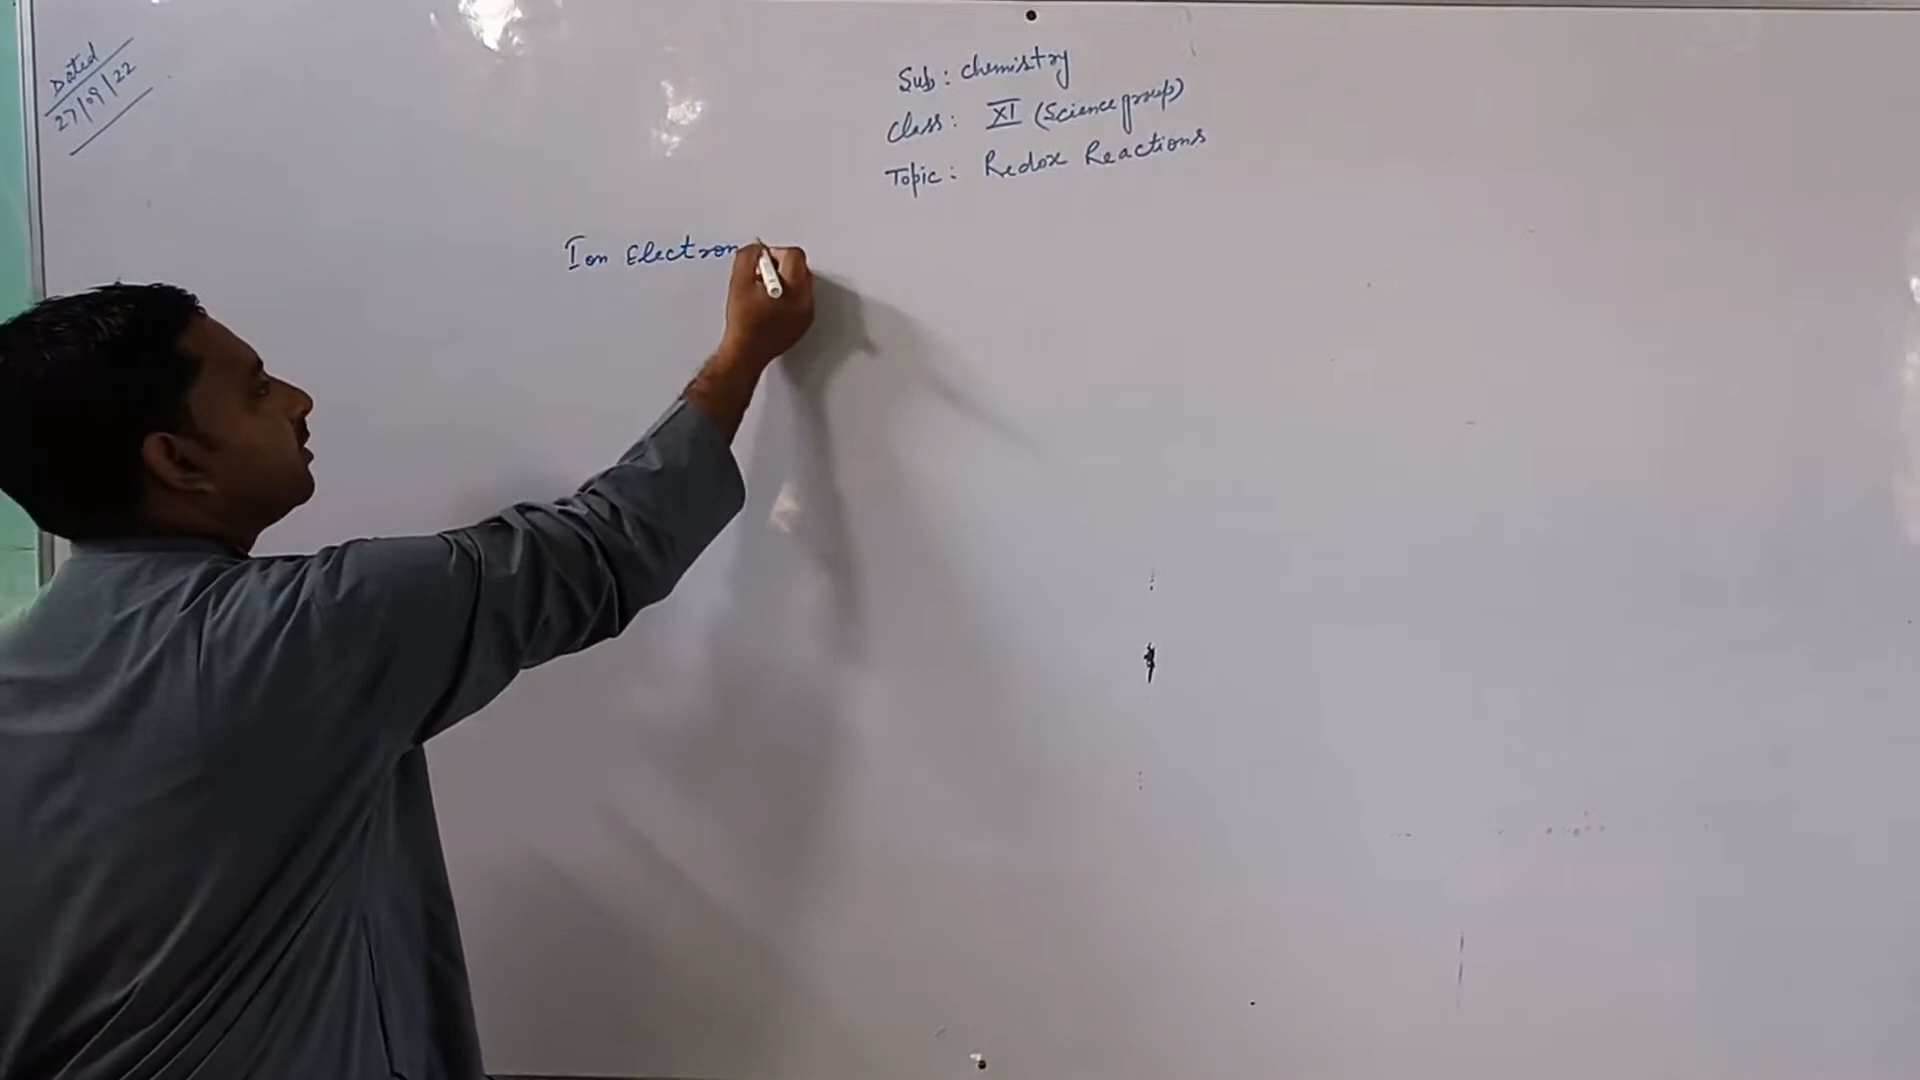 Dated
27/09/22
Sub: chemistry
Class: XI (Science group)
Topic: Redox Reactions
Ion Electron